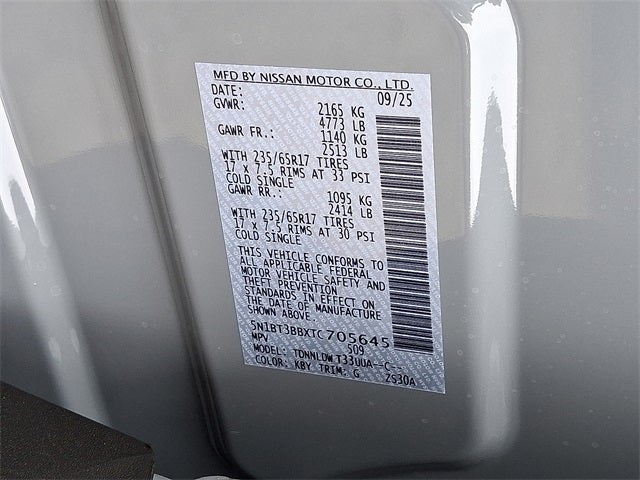 MFD BY NISSAN MOTOR CO., LTD.
DATE: 09/25
GVWR: 2165 KG
4773 LB
GAWR FR.: 1140 KG
2513 LB
WITH 235/65R17 TIRES
17 x 7.5 RIMS AT 33 PSI
COLD SINGLE
GAWR RR.: 1095 KG
2414 LB
WITH 235/65R17 TIRES
17 x 7.5 RIMS AT 30 PSI
COLD SINGLE
THIS VEHICLE CONFORMS TO
ALL APPLICABLE FEDERAL
MOTOR VEHICLE SAFETY AND
THEFT PREVENTION
STANDARDS IN EFFECT ON
THE DATE OF MANUFACTURE
SHOWN ABOVE.
5N1BT3BBXTC705645
MPV 509
MODEL: TDNNLDW T33UUA--C--
COLOR: KBY TRIM: G ZS30A